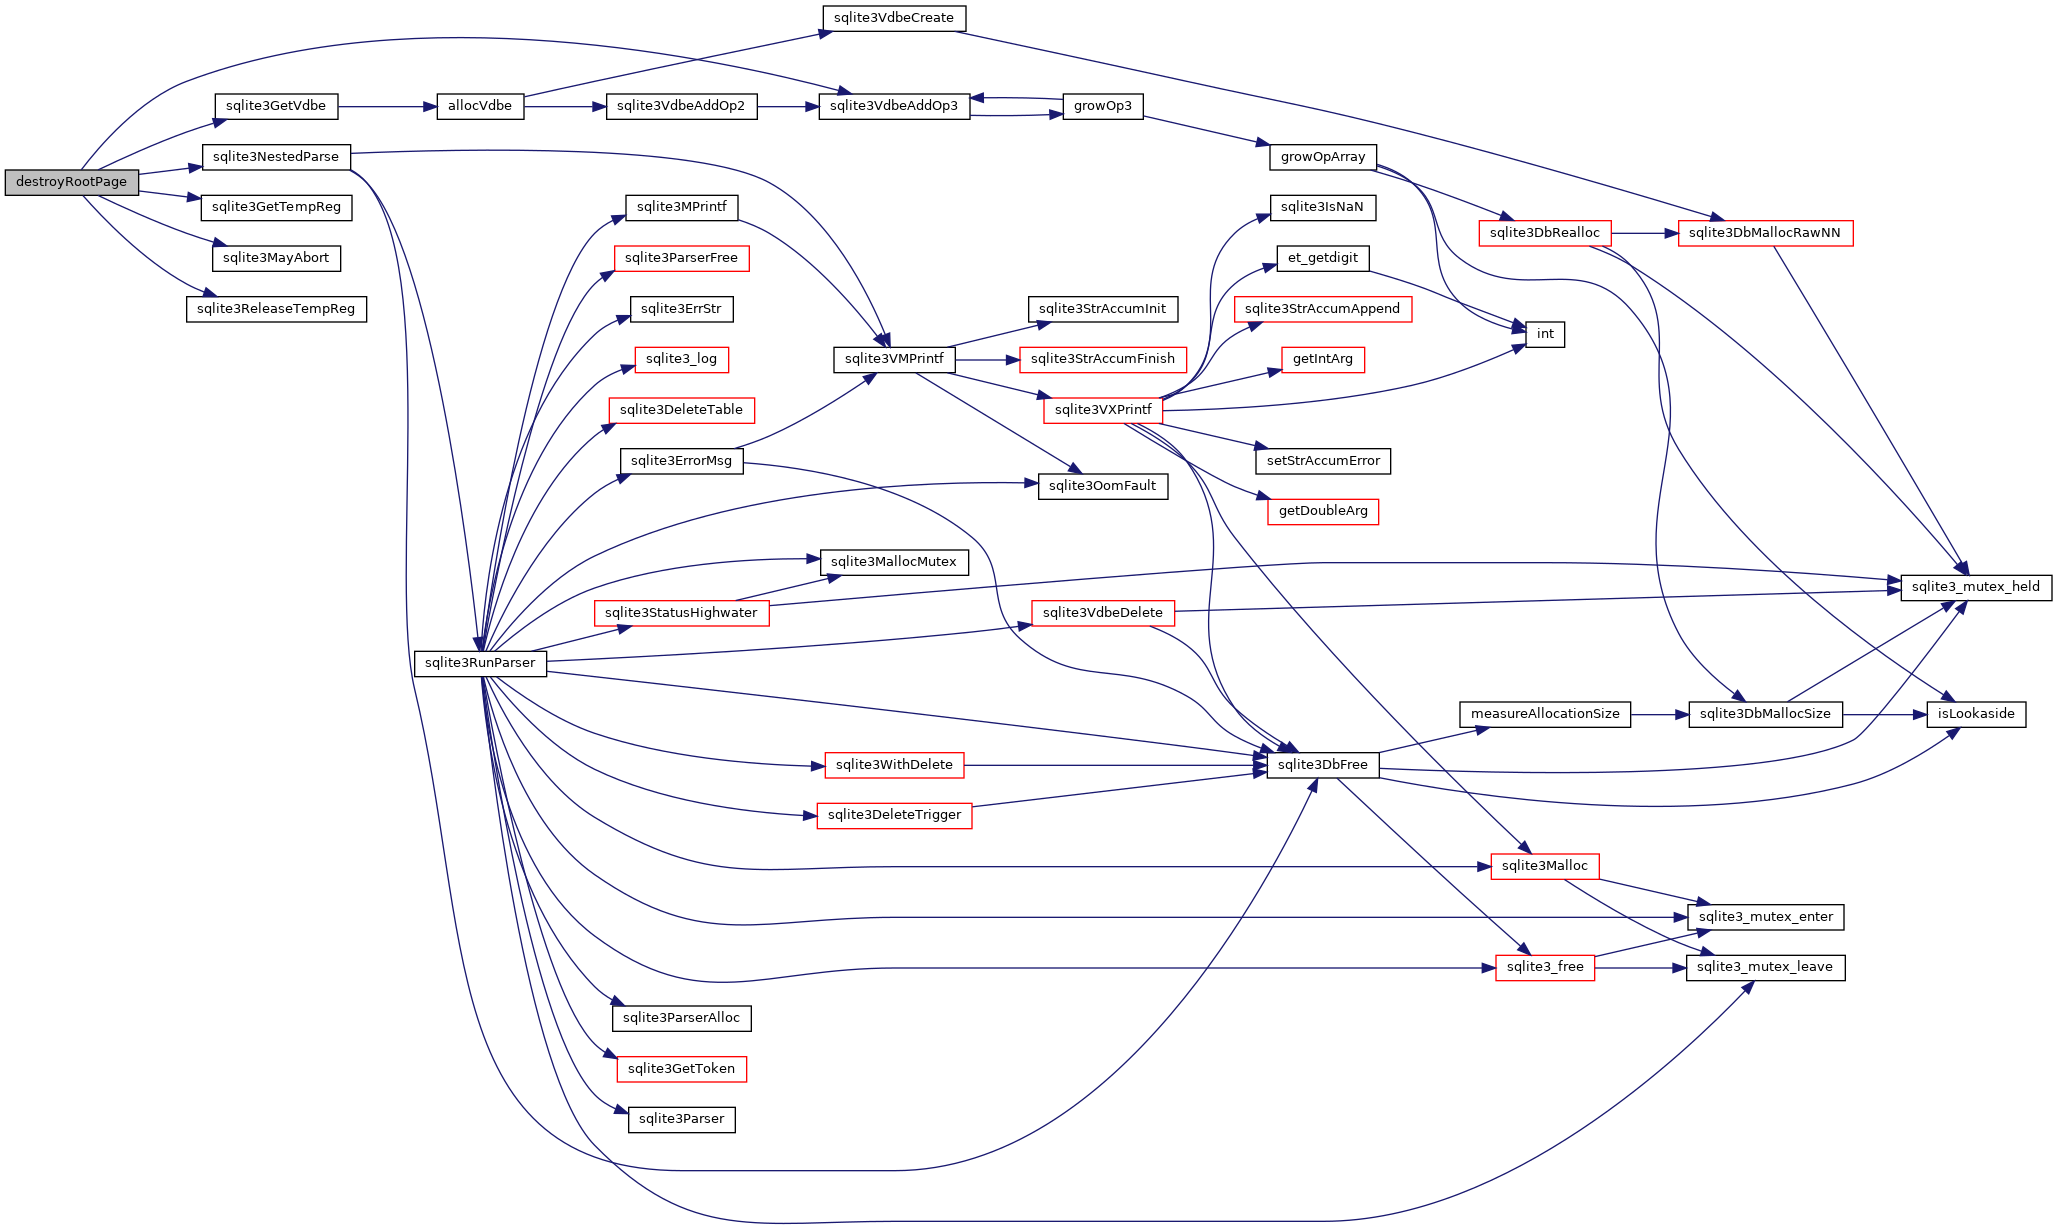 sqlite3VdbeCreate
sqlite3GetVdbe
allocVdbe
sqlite3VdbeAddOp2
sqlite3VdbeAddOp3
growOp3
sqlite3NestedParse
growOpArray
destroyRootPage
sqlite3GetTempReg
sqlite3MPrintf
sqlite3IsNaN
sqlite3DbRealloc
sqlite3DbMallocRawNN
sqlite3MayAbort
sqlite3ParserFree
et_getdigit
sqlite3ReleaseTempReg
sqlite3ErrStr
sqlite3StrAccumInit
sqlite3StrAccumAppend
int
sqlite3_log
sqlite3VMPrintf
sqlite3StrAccumFinish
getIntArg
sqlite3DeleteTable
sqlite3VXPrintf
sqlite3ErrorMsg
setStrAccumError
sqlite3OomFault
getDoubleArg
sqlite3MallocMutex
sqlite3_mutex_held
sqlite3StatusHighwater
sqlite3VdbeDelete
sqlite3RunParser
measureAllocationSize
sqlite3DbMallocSize
isLookaside
sqlite3WithDelete
sqlite3DbFree
sqlite3DeleteTrigger
sqlite3Malloc
sqlite3_mutex_enter
sqlite3_free
sqlite3_mutex_leave
sqlite3ParserAlloc
sqlite3GetToken
sqlite3Parser